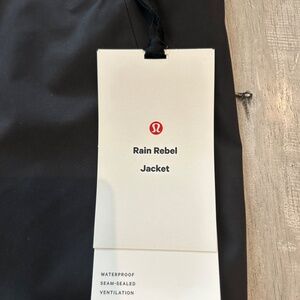 Rain Rebel
Jacket
WATERPROOF
SEAM-SEALED
VENTILATION